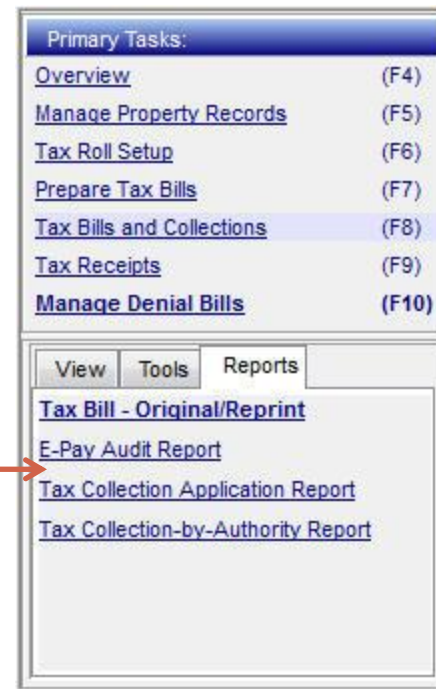 Primary Tasks:
Overview (F4)
Manage Property Records (F5)
Tax Roll Setup (F6)
Prepare Tax Bills (F7)
Tax Bills and Collections (F8)
Tax Receipts (F9)
Manage Denial Bills (F10)
View Tools Reports
Tax Bill - Original/Reprint
E-Pay Audit Report
Tax Collection Application Report
Tax Collection-by-Authority Report